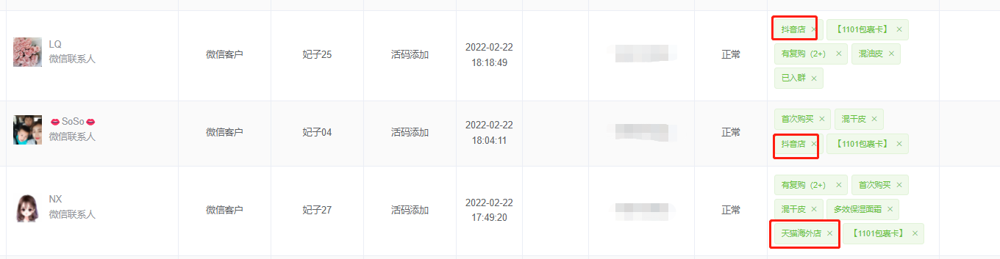 LQ
微信联系人
微信客户
妃子25
活码添加
2022-02-22
18:18:49
正常
抖音店 × 【1101包裹卡】 ×
有复购（2+） × 混油皮 ×
已入群 ×
👄SoSo👄
微信联系人
微信客户
妃子04
活码添加
2022-02-22
18:04:11
正常
首次购买 × 混干皮 ×
抖音店 × 【1101包裹卡】 ×
NX
微信联系人
微信客户
妃子27
活码添加
2022-02-22
17:49:20
正常
有复购（2+） × 首次购买 ×
混干皮 × 多效保湿面霜 ×
天猫海外店 × 【1101包裹卡】 ×